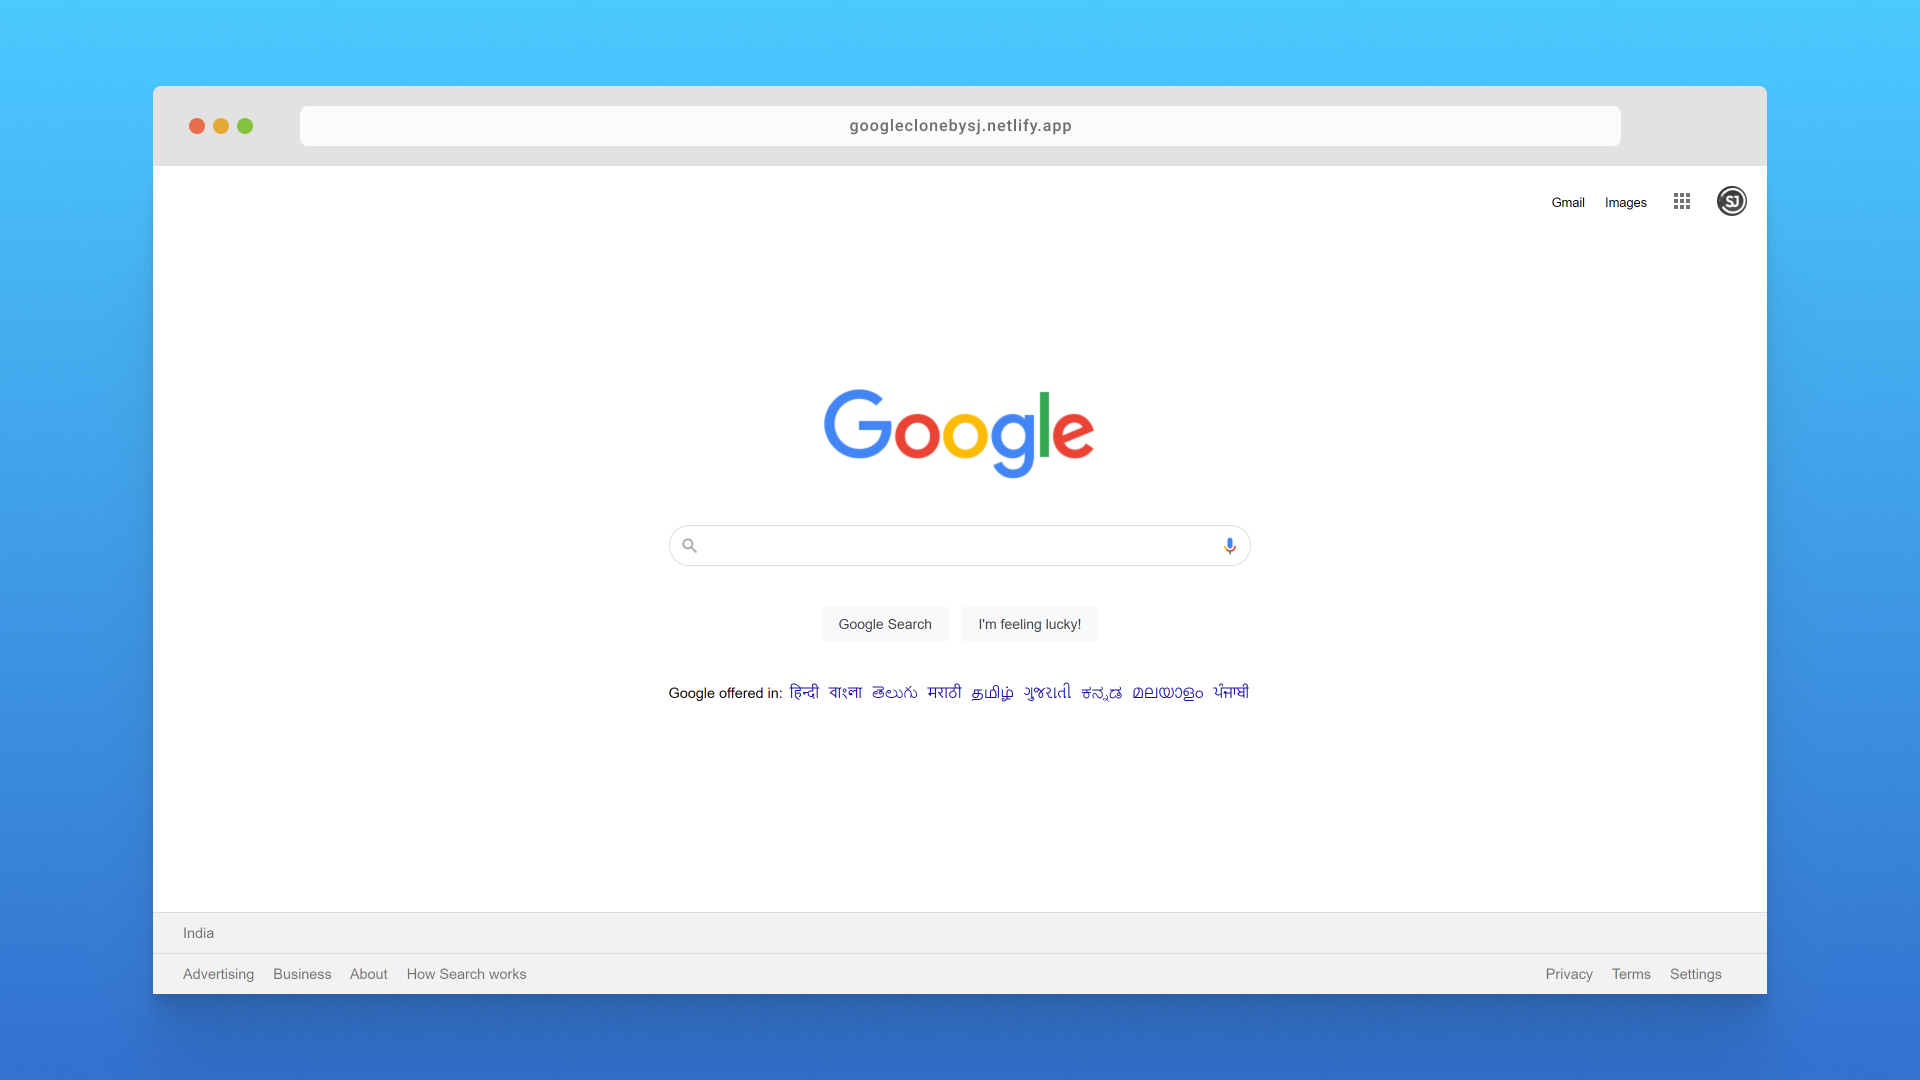 googleclonebysj.netlify.app
Gmail Images SJ
Google
Google Search I'm feeling lucky!
Google offered in: हिन्दी বাংলা తెలుగు मराठी தமிழ் ગુજરાતી ಕನ್ನಡ മലയാളം ਪੰਜਾਬੀ
India
Advertising Business About How Search works Privacy Terms Settings